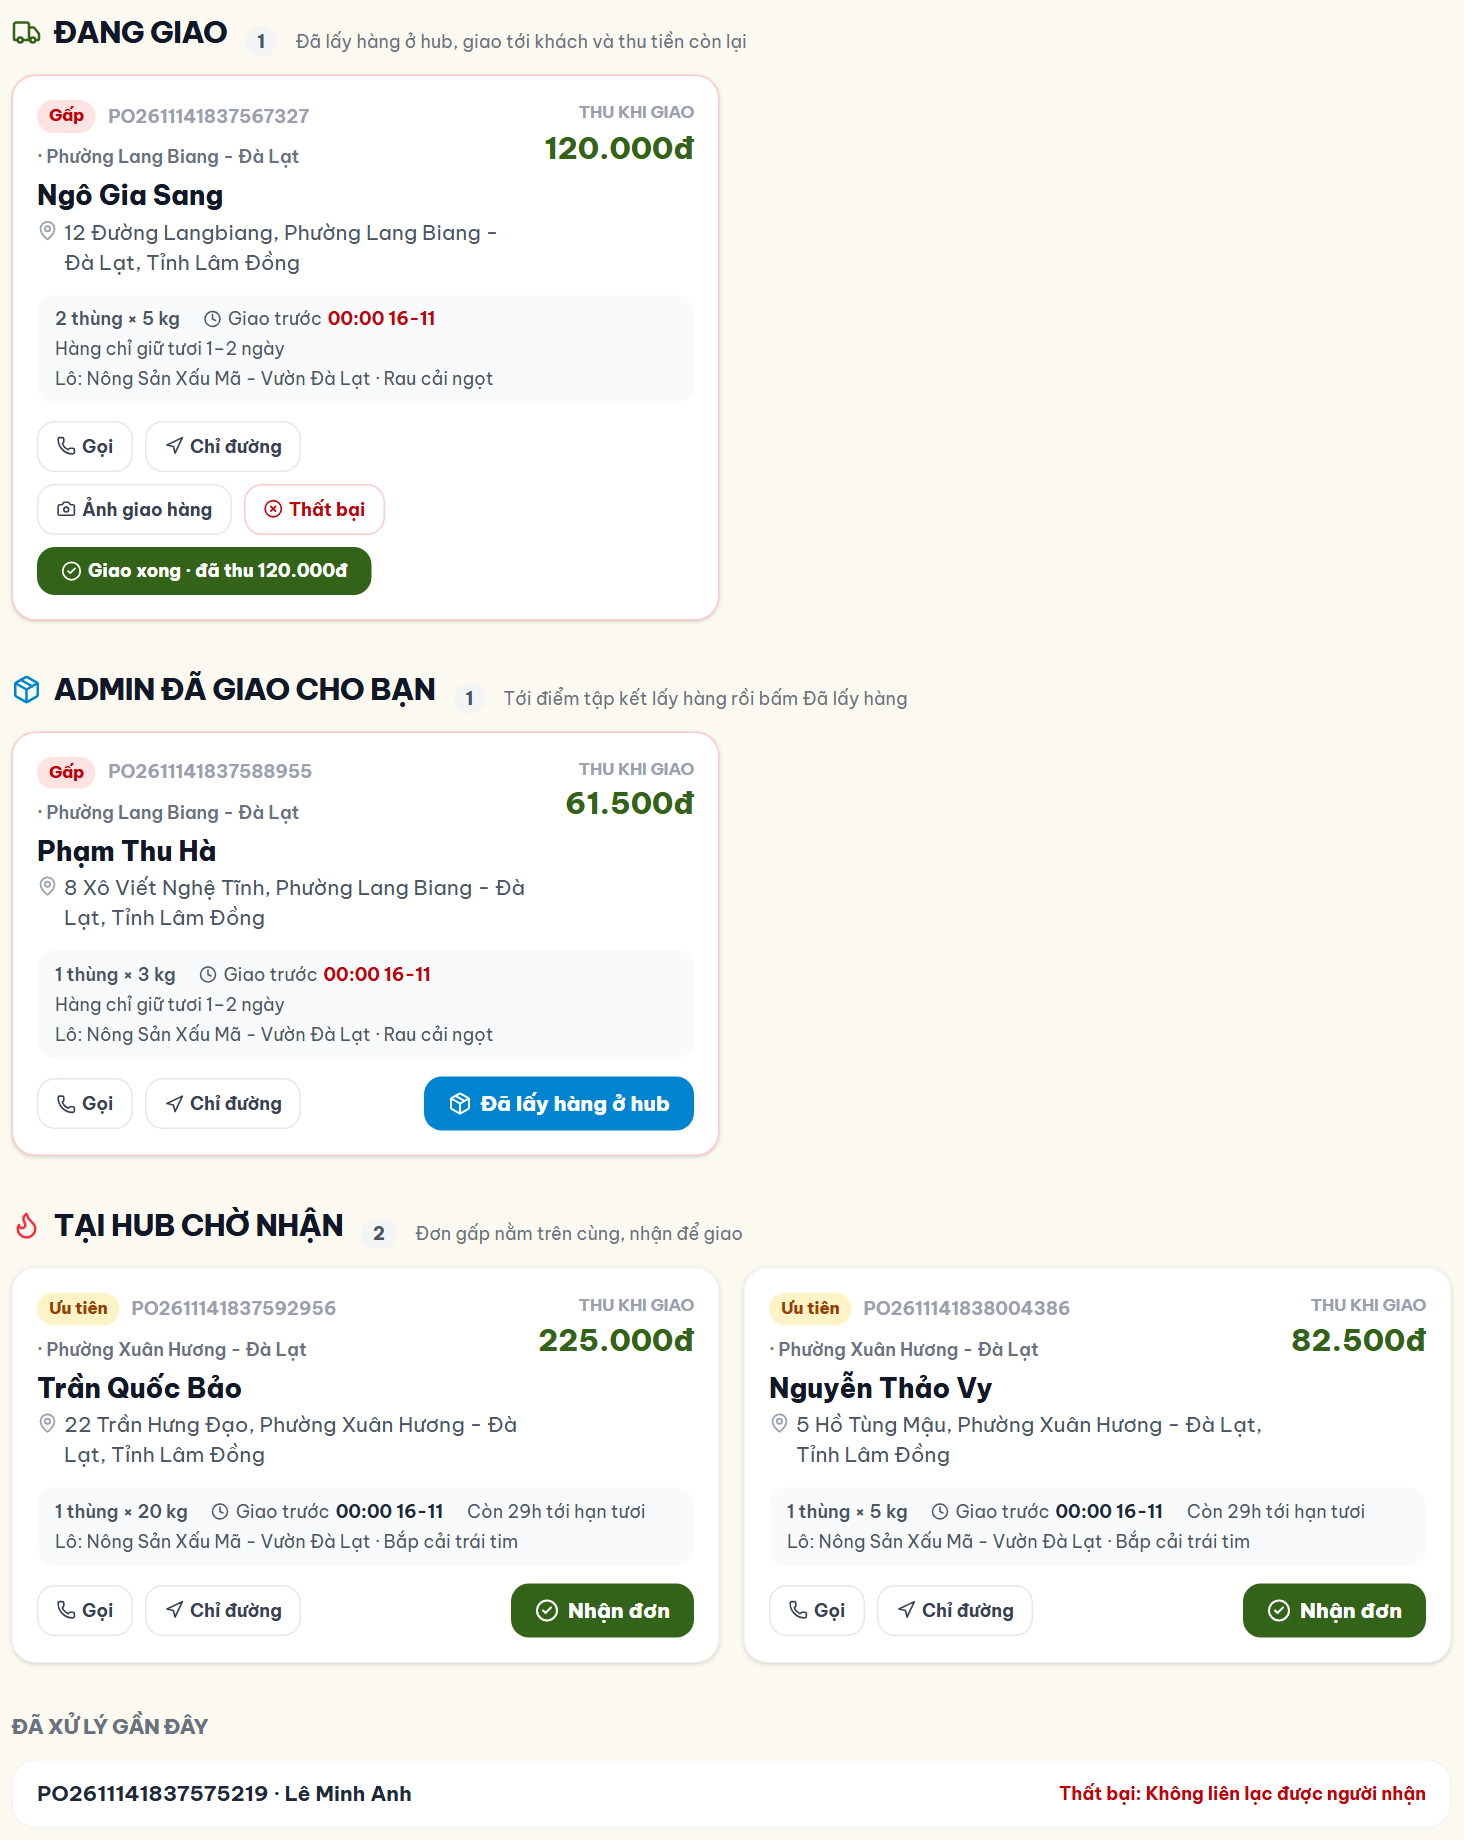 ĐANG GIAO 1 Đã lấy hàng ở hub, giao tới khách và thu tiền còn lại
Gấp PO2611141837567327
· Phường Lang Biang - Đà Lạt
THU KHI GIAO
120.000đ
Ngô Gia Sang
12 Đường Langbiang, Phường Lang Biang -
Đà Lạt, Tỉnh Lâm Đồng
2 thùng × 5 kg Giao trước 00:00 16-11
Hàng chỉ giữ tươi 1–2 ngày
Lô: Nông Sản Xấu Mã - Vườn Đà Lạt · Rau cải ngọt
Gọi Chỉ đường
Ảnh giao hàng Thất bại
Giao xong · đã thu 120.000đ
ADMIN ĐÃ GIAO CHO BẠN 1 Tới điểm tập kết lấy hàng rồi bấm Đã lấy hàng
Gấp PO2611141837588955
· Phường Lang Biang - Đà Lạt
THU KHI GIAO
61.500đ
Phạm Thu Hà
8 Xô Viết Nghệ Tĩnh, Phường Lang Biang - Đà
Lạt, Tỉnh Lâm Đồng
1 thùng × 3 kg Giao trước 00:00 16-11
Hàng chỉ giữ tươi 1–2 ngày
Lô: Nông Sản Xấu Mã - Vườn Đà Lạt · Rau cải ngọt
Gọi Chỉ đường Đã lấy hàng ở hub
TẠI HUB CHỜ NHẬN 2 Đơn gấp nằm trên cùng, nhận để giao
Ưu tiên PO2611141837592956
· Phường Xuân Hương - Đà Lạt
THU KHI GIAO
225.000đ
Trần Quốc Bảo
22 Trần Hưng Đạo, Phường Xuân Hương - Đà
Lạt, Tỉnh Lâm Đồng
1 thùng × 20 kg Giao trước 00:00 16-11 Còn 29h tới hạn tươi
Lô: Nông Sản Xấu Mã - Vườn Đà Lạt · Bắp cải trái tim
Gọi Chỉ đường Nhận đơn
Ưu tiên PO2611141838004386
· Phường Xuân Hương - Đà Lạt
THU KHI GIAO
82.500đ
Nguyễn Thảo Vy
5 Hồ Tùng Mậu, Phường Xuân Hương - Đà Lạt,
Tỉnh Lâm Đồng
1 thùng × 5 kg Giao trước 00:00 16-11 Còn 29h tới hạn tươi
Lô: Nông Sản Xấu Mã - Vườn Đà Lạt · Bắp cải trái tim
Gọi Chỉ đường Nhận đơn
ĐÃ XỬ LÝ GẦN ĐÂY
PO2611141837575219 · Lê Minh Anh Thất bại: Không liên lạc được người nhận